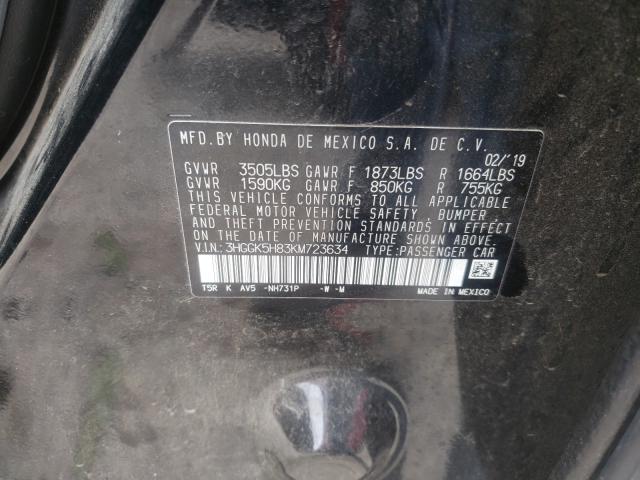 MFD. BY HONDA DE MEXICO S.A. DE C.V.
02/'19
GVWR 3505LBS GAWR F 1873LBS R 1664LBS
GVWR 1590KG GAWR F 850KG R 755KG
THIS VEHICLE CONFORMS TO ALL APPLICABLE
FEDERAL MOTOR VEHICLE SAFETY, BUMPER,
AND THEFT PREVENTION STANDARDS IN EFFECT
ON THE DATE OF MANUFACTURE SHOWN ABOVE.
V.I.N: 3HGGK5H83KM723634 TYPE:PASSENGER CAR
T5R K AV5 -NH731P -W -M MADE IN MEXICO